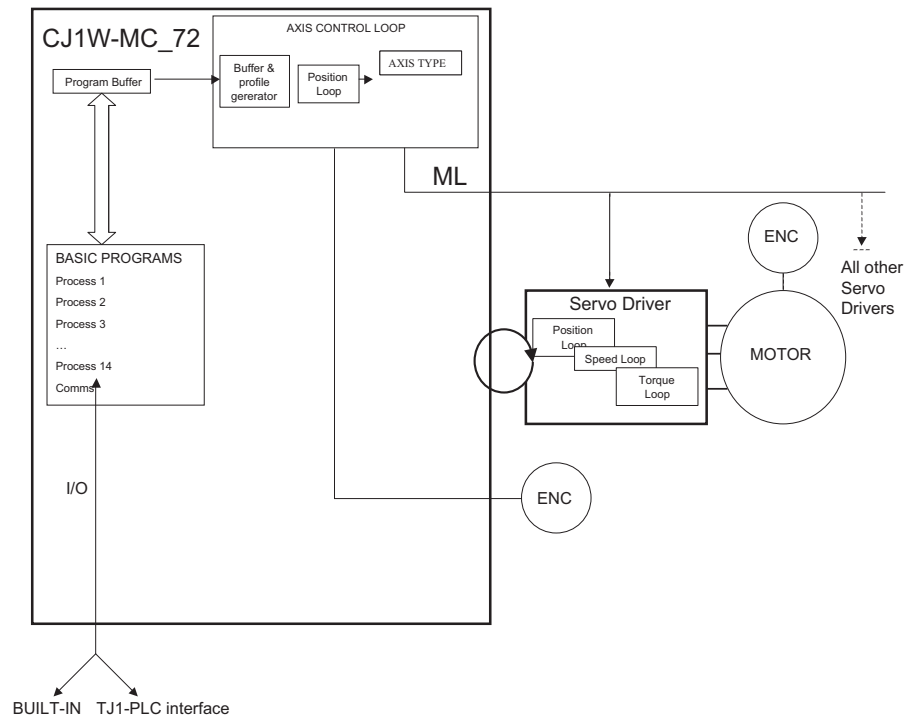 CJ1W-MC_72
AXIS CONTROL LOOP
Program Buffer
Buffer &
profile
gererator
Position
Loop
AXIS TYPE
ML
BASIC PROGRAMS
Process 1
Process 2
Process 3
...
Process 14
Comms
I/O
BUILT-IN
TJ1-PLC interface
ENC
Servo Driver
Position
Loop
Speed Loop
Torque
Loop
ENC
MOTOR
All other
Servo
Drivers